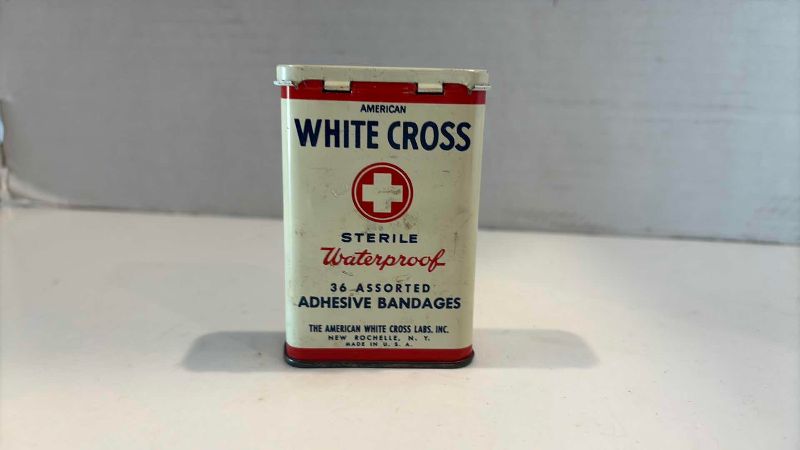 AMERICAN
WHITE CROSS
STERILE
Waterproof
36 ASSORTED
ADHESIVE BANDAGES
THE AMERICAN WHITE CROSS LABS. INC.
NEW ROCHELLE, N. Y.
MADE IN U. S. A.